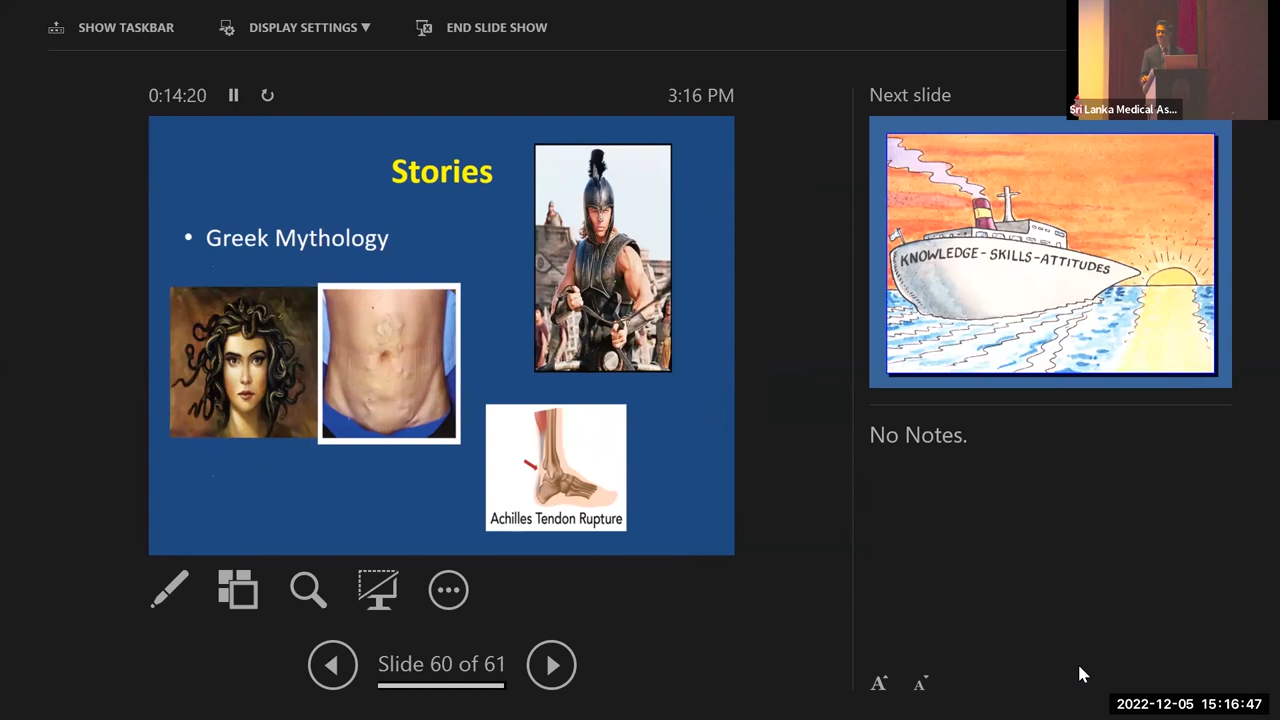 SHOW TASKBAR
DISPLAY SETTINGS ▼
END SLIDE SHOW
0:14:20
3:16 PM
Next slide
Sri Lanka Medical As...
Stories
• Greek Mythology
Achilles Tendon Rupture
KNOWLEDGE - SKILLS - ATTITUDES
No Notes.
Slide 60 of 61
A A
2022-12-05 15:16:47